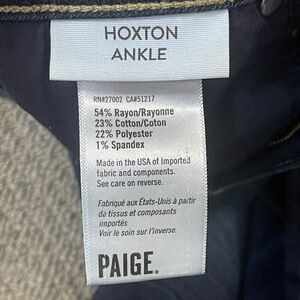 HOXTON
ANKLE
RN#27002 CA#51217
54% Rayon/Rayonne
23% Cotton/Coton
22% Polyester
1% Spandex
Made in the USA of Imported
fabric and components.
See care on reverse.
Fabriqué aux États-Unis à partir
de tissus et composants
importés
Voir le soin sur l'inverse.
PAIGE®